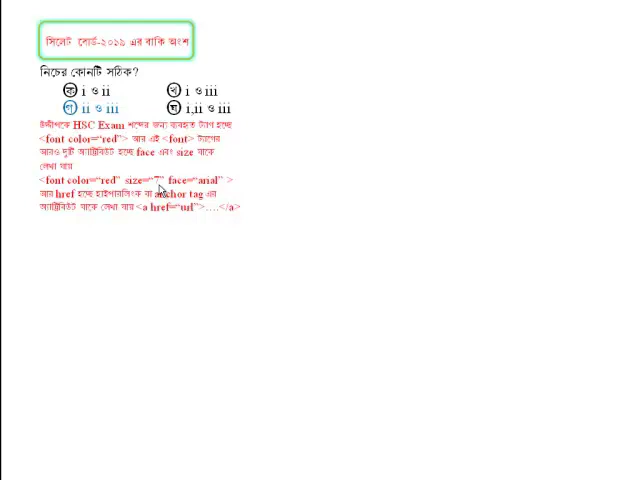 সিলেট বোর্ড-২০১৯ এর বাকি অংশ
নিচের কোনটি সঠিক?
ক i ও ii খ i ও iii
গ ii ও iii ঘ i,ii ও iii
উদ্দীপকে HSC Exam শব্দের জন্য ব্যবহৃত ট্যাগ হচ্ছে
<font color=“red”> আর এই <font> ট্যাগের
আরও দুইটি অ্যাট্রিবিউট হচ্ছে face এবং size যাকে
লেখা যায়
<font color=“red” size=“7” face=“arial” >
আর href হচ্ছে হাইপারলিংক বা anchor tag এর
অ্যাট্রিবিউট যাকে লেখা যায় <a href=“url”>….</a>